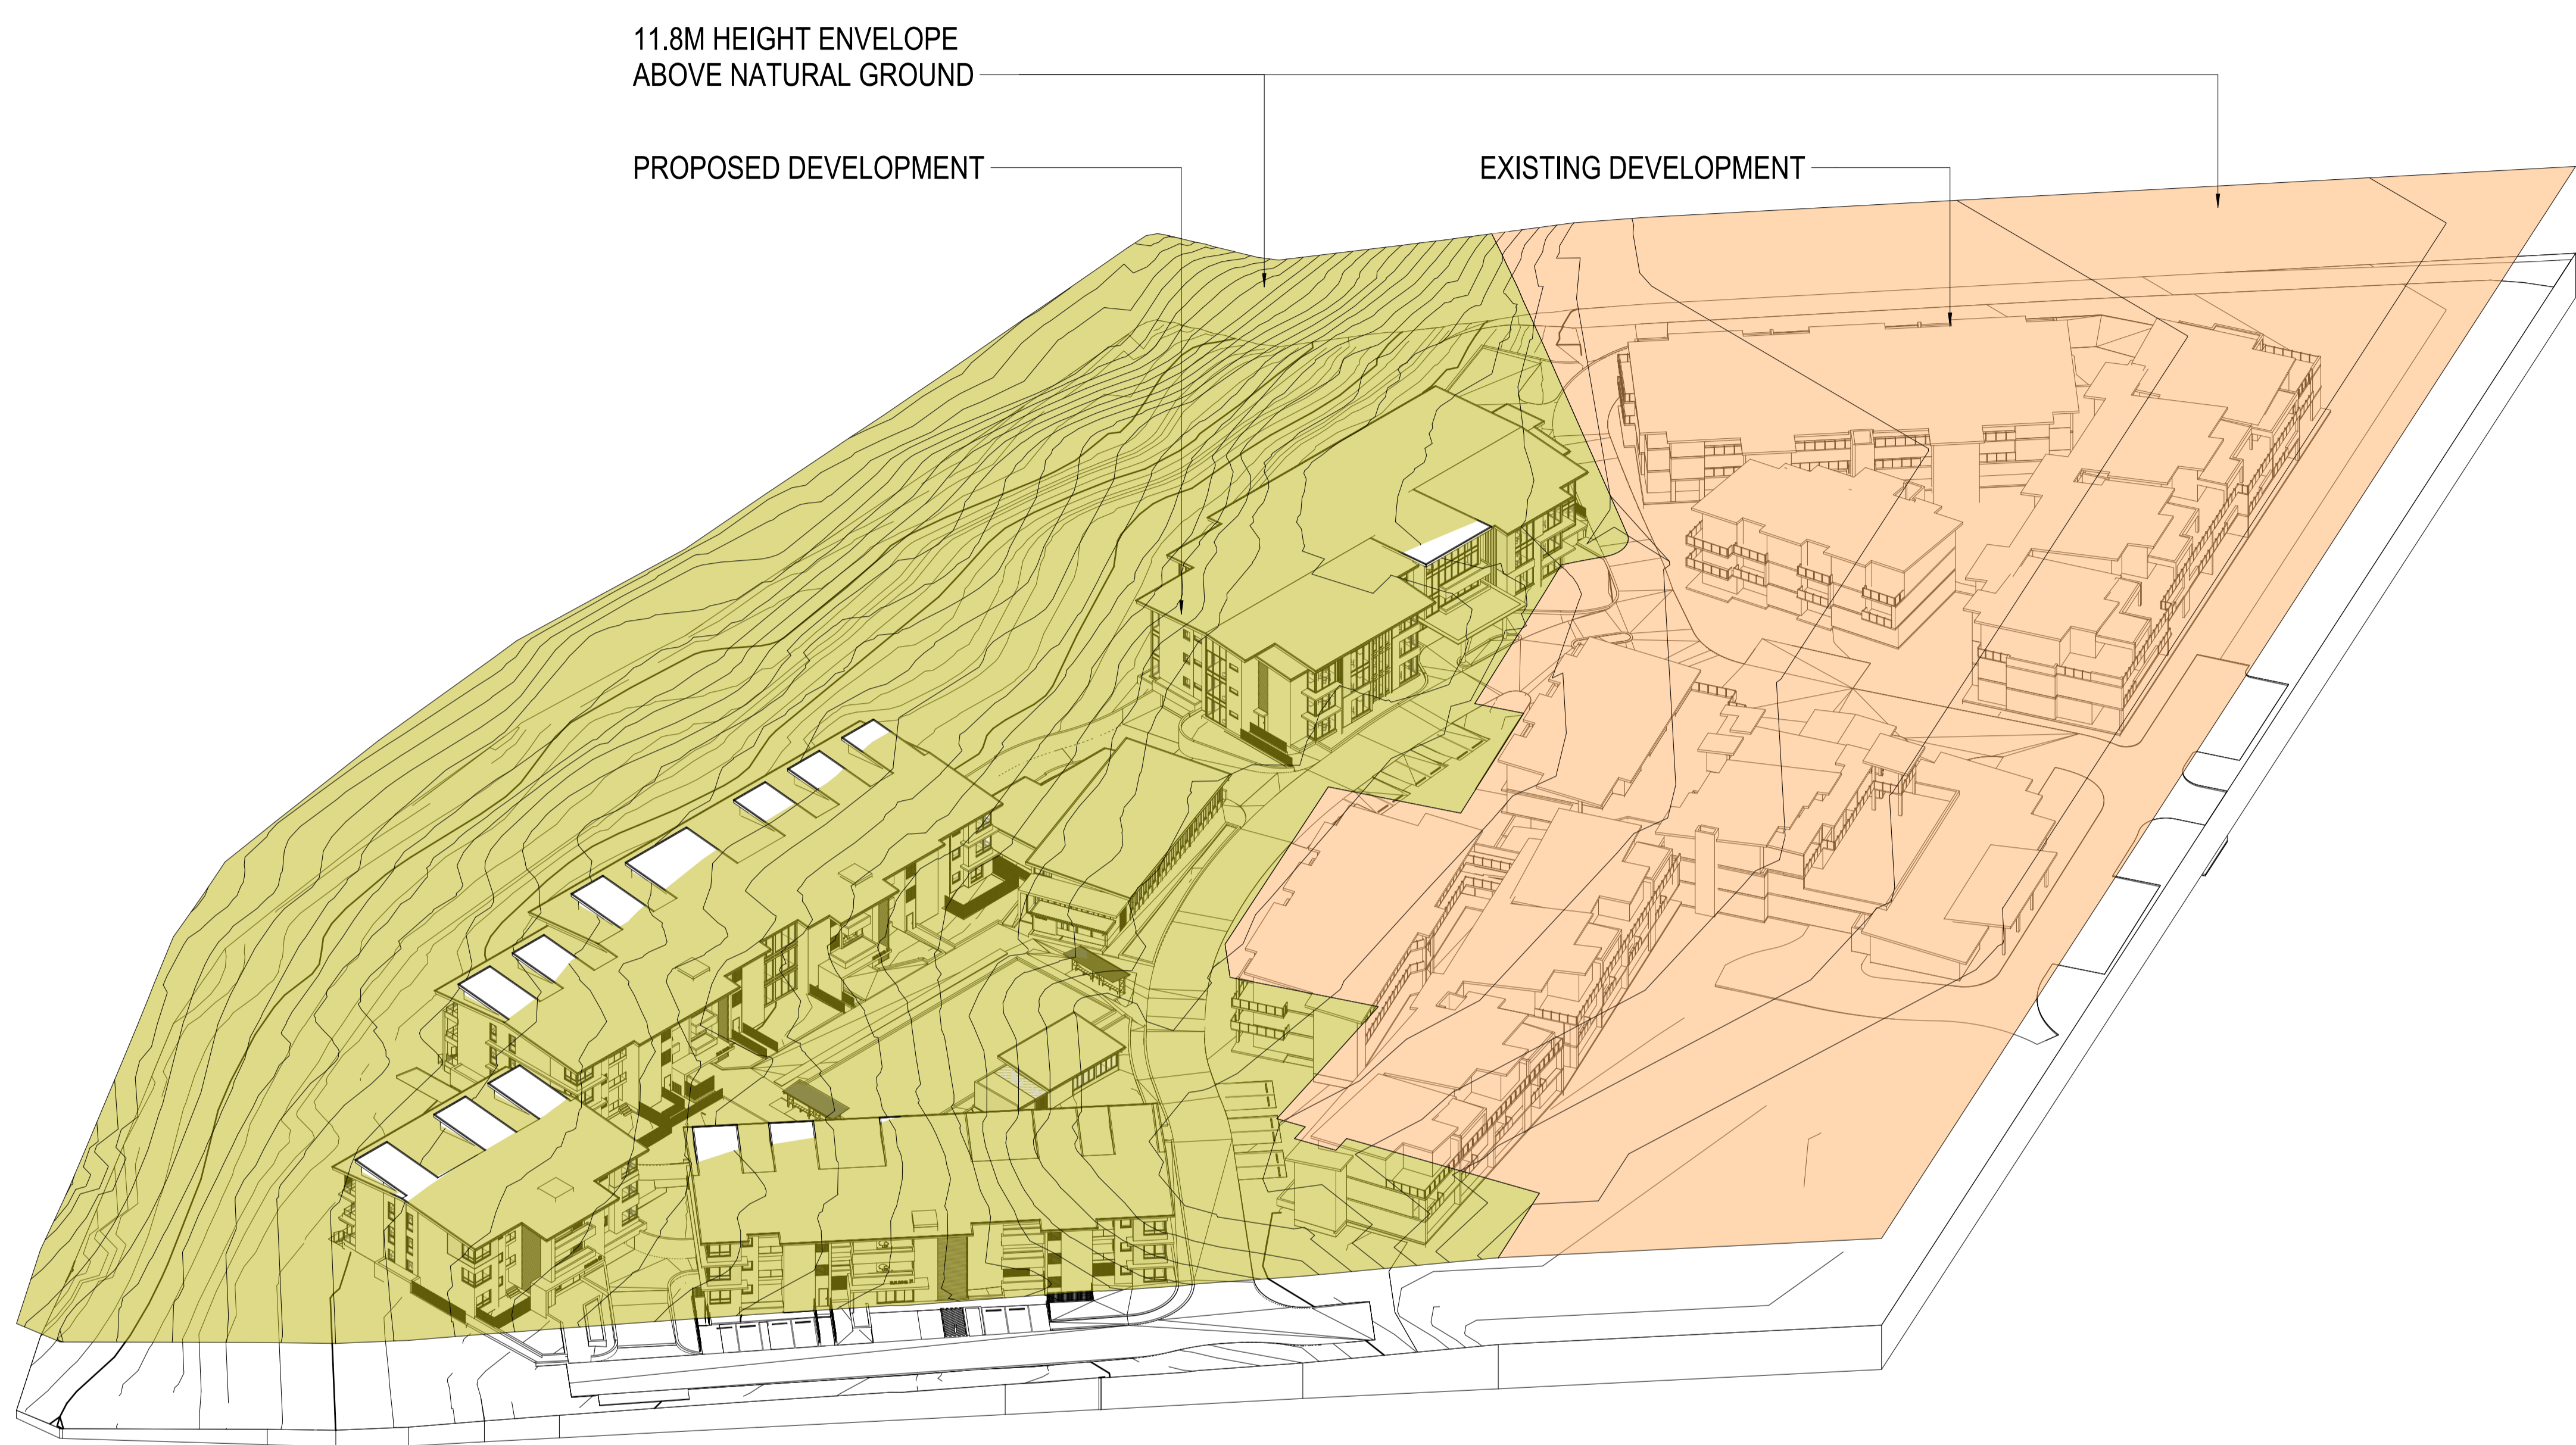 11.8M HEIGHT ENVELOPE
ABOVE NATURAL GROUND
PROPOSED DEVELOPMENT
EXISTING DEVELOPMENT